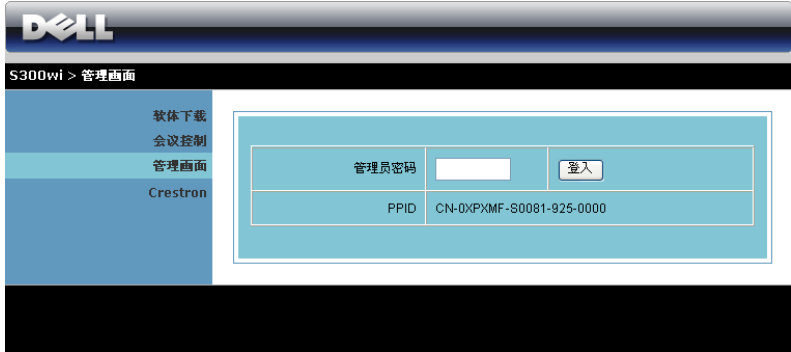 DELL
S300wi > 管理画面
软体下载
会议控制
管理画面
Crestron
管理员密码
登入
PPID
CN-0XPXMF-S0081-925-0000